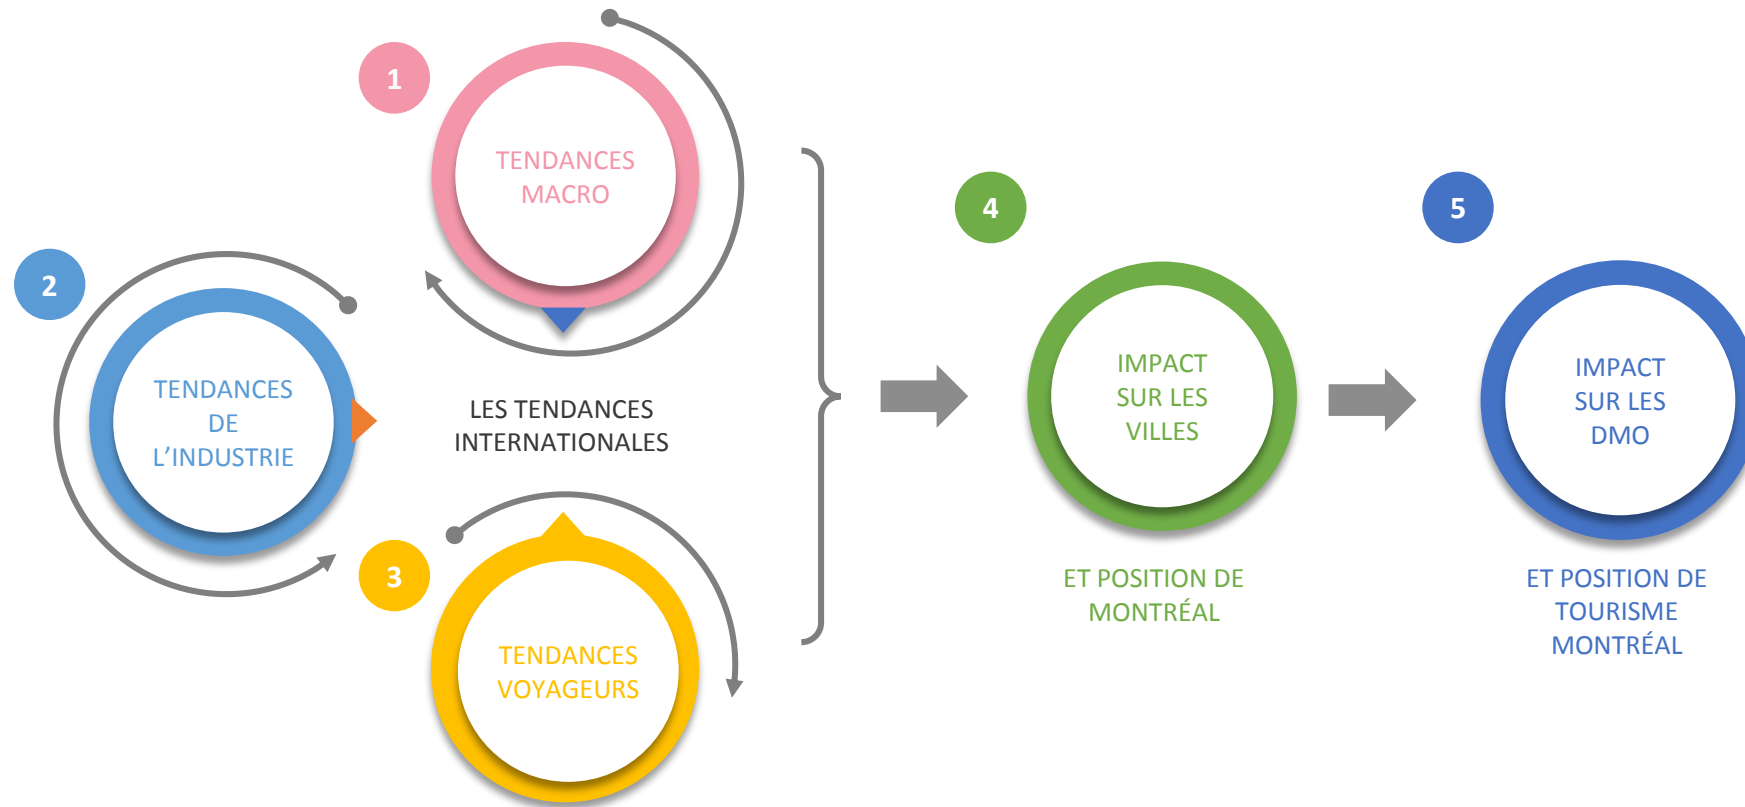 1
TENDANCES
MACRO
2
TENDANCES
DE
L’INDUSTRIE
LES TENDANCES
INTERNATIONALES
3
TENDANCES
VOYAGEURS
4
IMPACT
SUR LES
VILLES
ET POSITION DE
MONTRÉAL
5
IMPACT
SUR LES
DMO
ET POSITION DE
TOURISME
MONTRÉAL